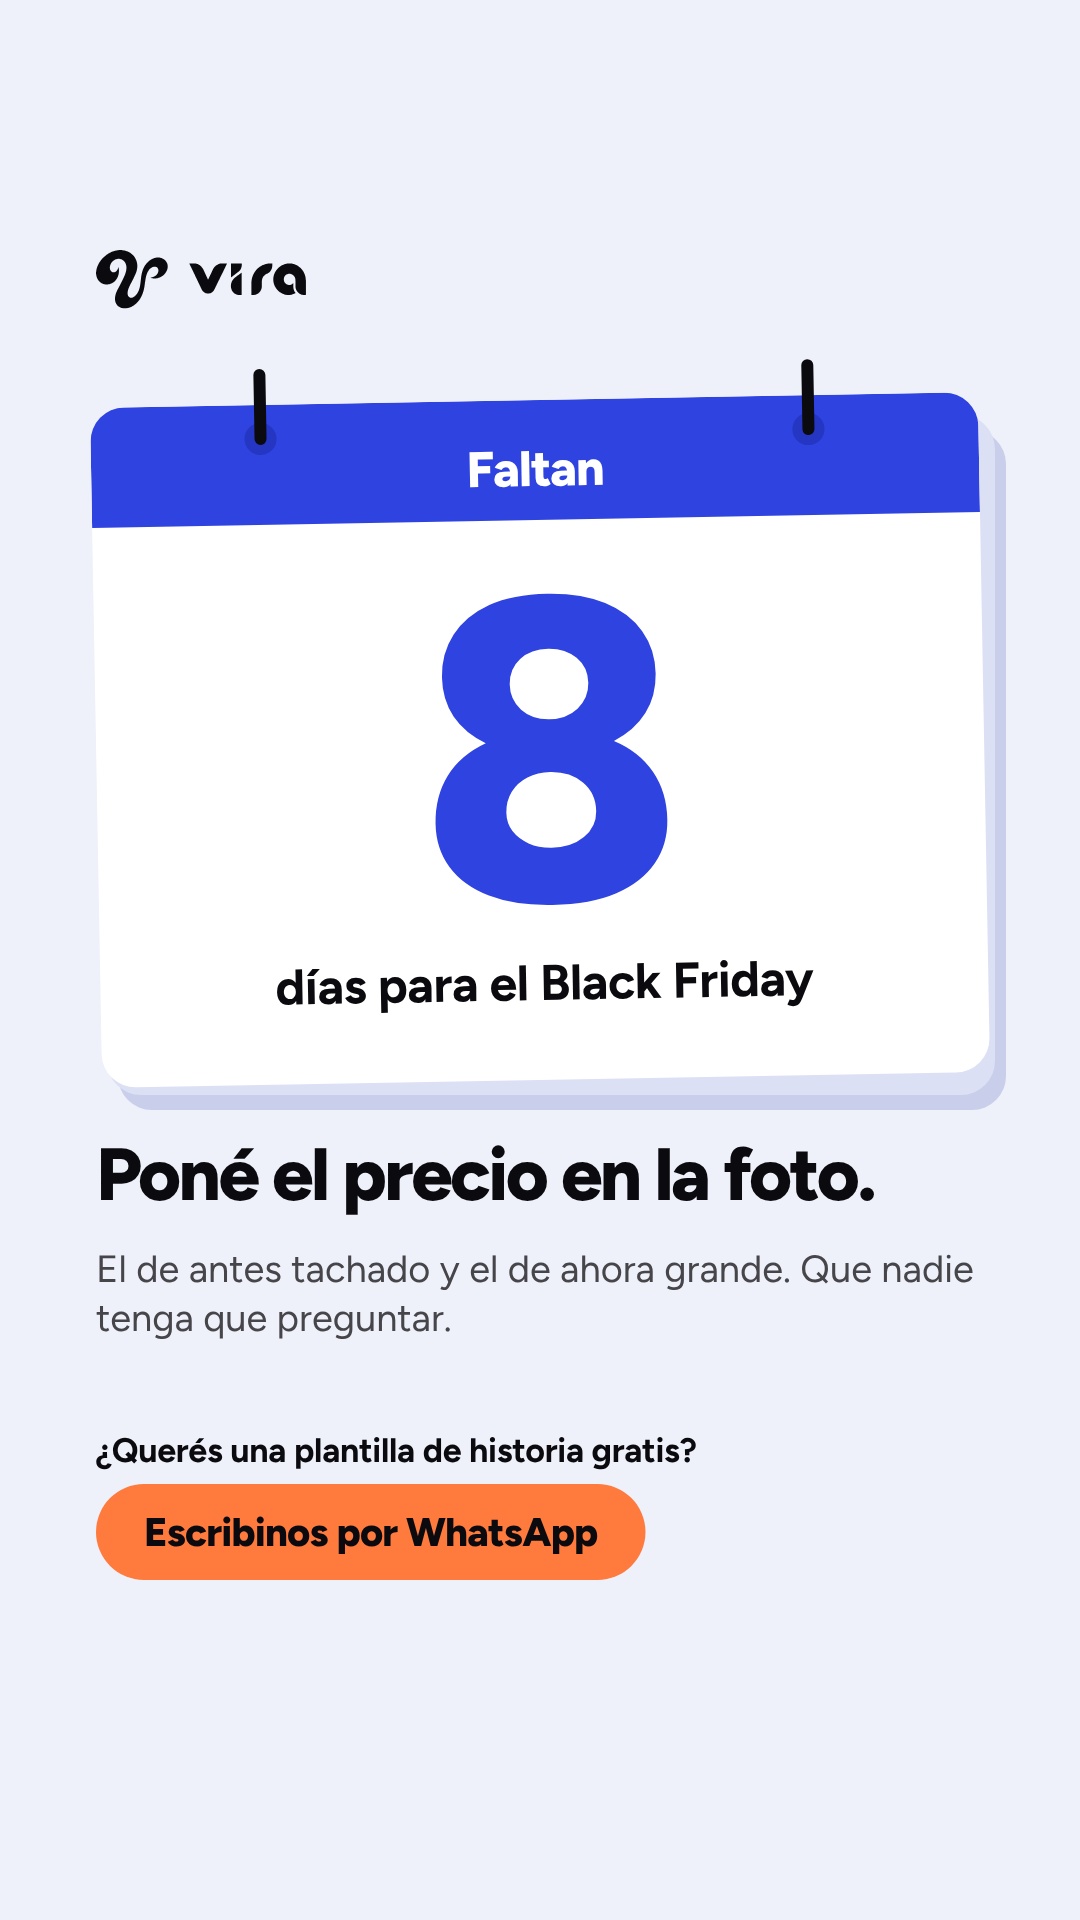 vira
Faltan
8
días para el Black Friday
Poné el precio en la foto.
El de antes tachado y el de ahora grande. Que nadie
tenga que preguntar.
¿Querés una plantilla de historia gratis?
Escribinos por WhatsApp